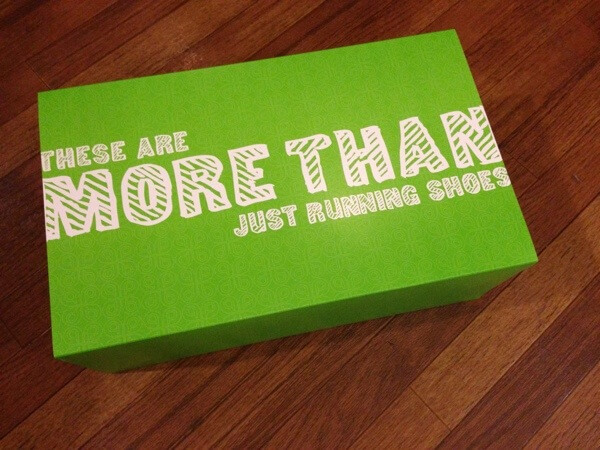 THESE ARE
MORE THAN
JUST RUNNING SHOES